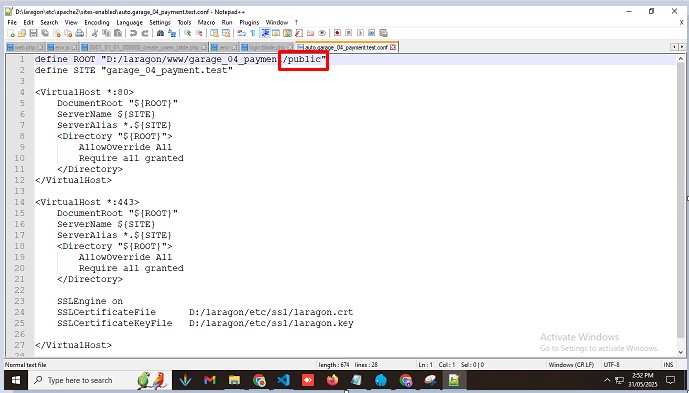 D:\laragon\etc\apache2\sites-enabled\auto.garage_04_payment.test.conf - Notepad++
File Edit Search View Encoding Language Settings Tools Macro Run Plugins Window ?
web.php env.js 0001_01_01_000000_create_users_table.php .env login.blade.php auto.garage_04_payment.test.conf
1 define ROOT "D:/laragon/www/garage_04_payment/public"
2 define SITE "garage_04_payment.test"
3
4 <VirtualHost *:80>
5 DocumentRoot "${ROOT}"
6 ServerName ${SITE}
7 ServerAlias *.${SITE}
8 <Directory "${ROOT}">
9 AllowOverride All
10 Require all granted
11 </Directory>
12 </VirtualHost>
13
14 <VirtualHost *:443>
15 DocumentRoot "${ROOT}"
16 ServerName ${SITE}
17 ServerAlias *.${SITE}
18 <Directory "${ROOT}">
19 AllowOverride All
20 Require all granted
21 </Directory>
22
23 SSLEngine on
24 SSLCertificateFile D:/laragon/etc/ssl/laragon.crt
25 SSLCertificateKeyFile D:/laragon/etc/ssl/laragon.key
26
27 </VirtualHost>
Activate Windows
Go to Settings to activate Windows.
Normal text file length : 674 lines : 28 Ln : 1 Col : 1 Sel : 0 | 0 Windows (CR LF) UTF-8 INS
Type here to search
2:52 PM
31/05/2025